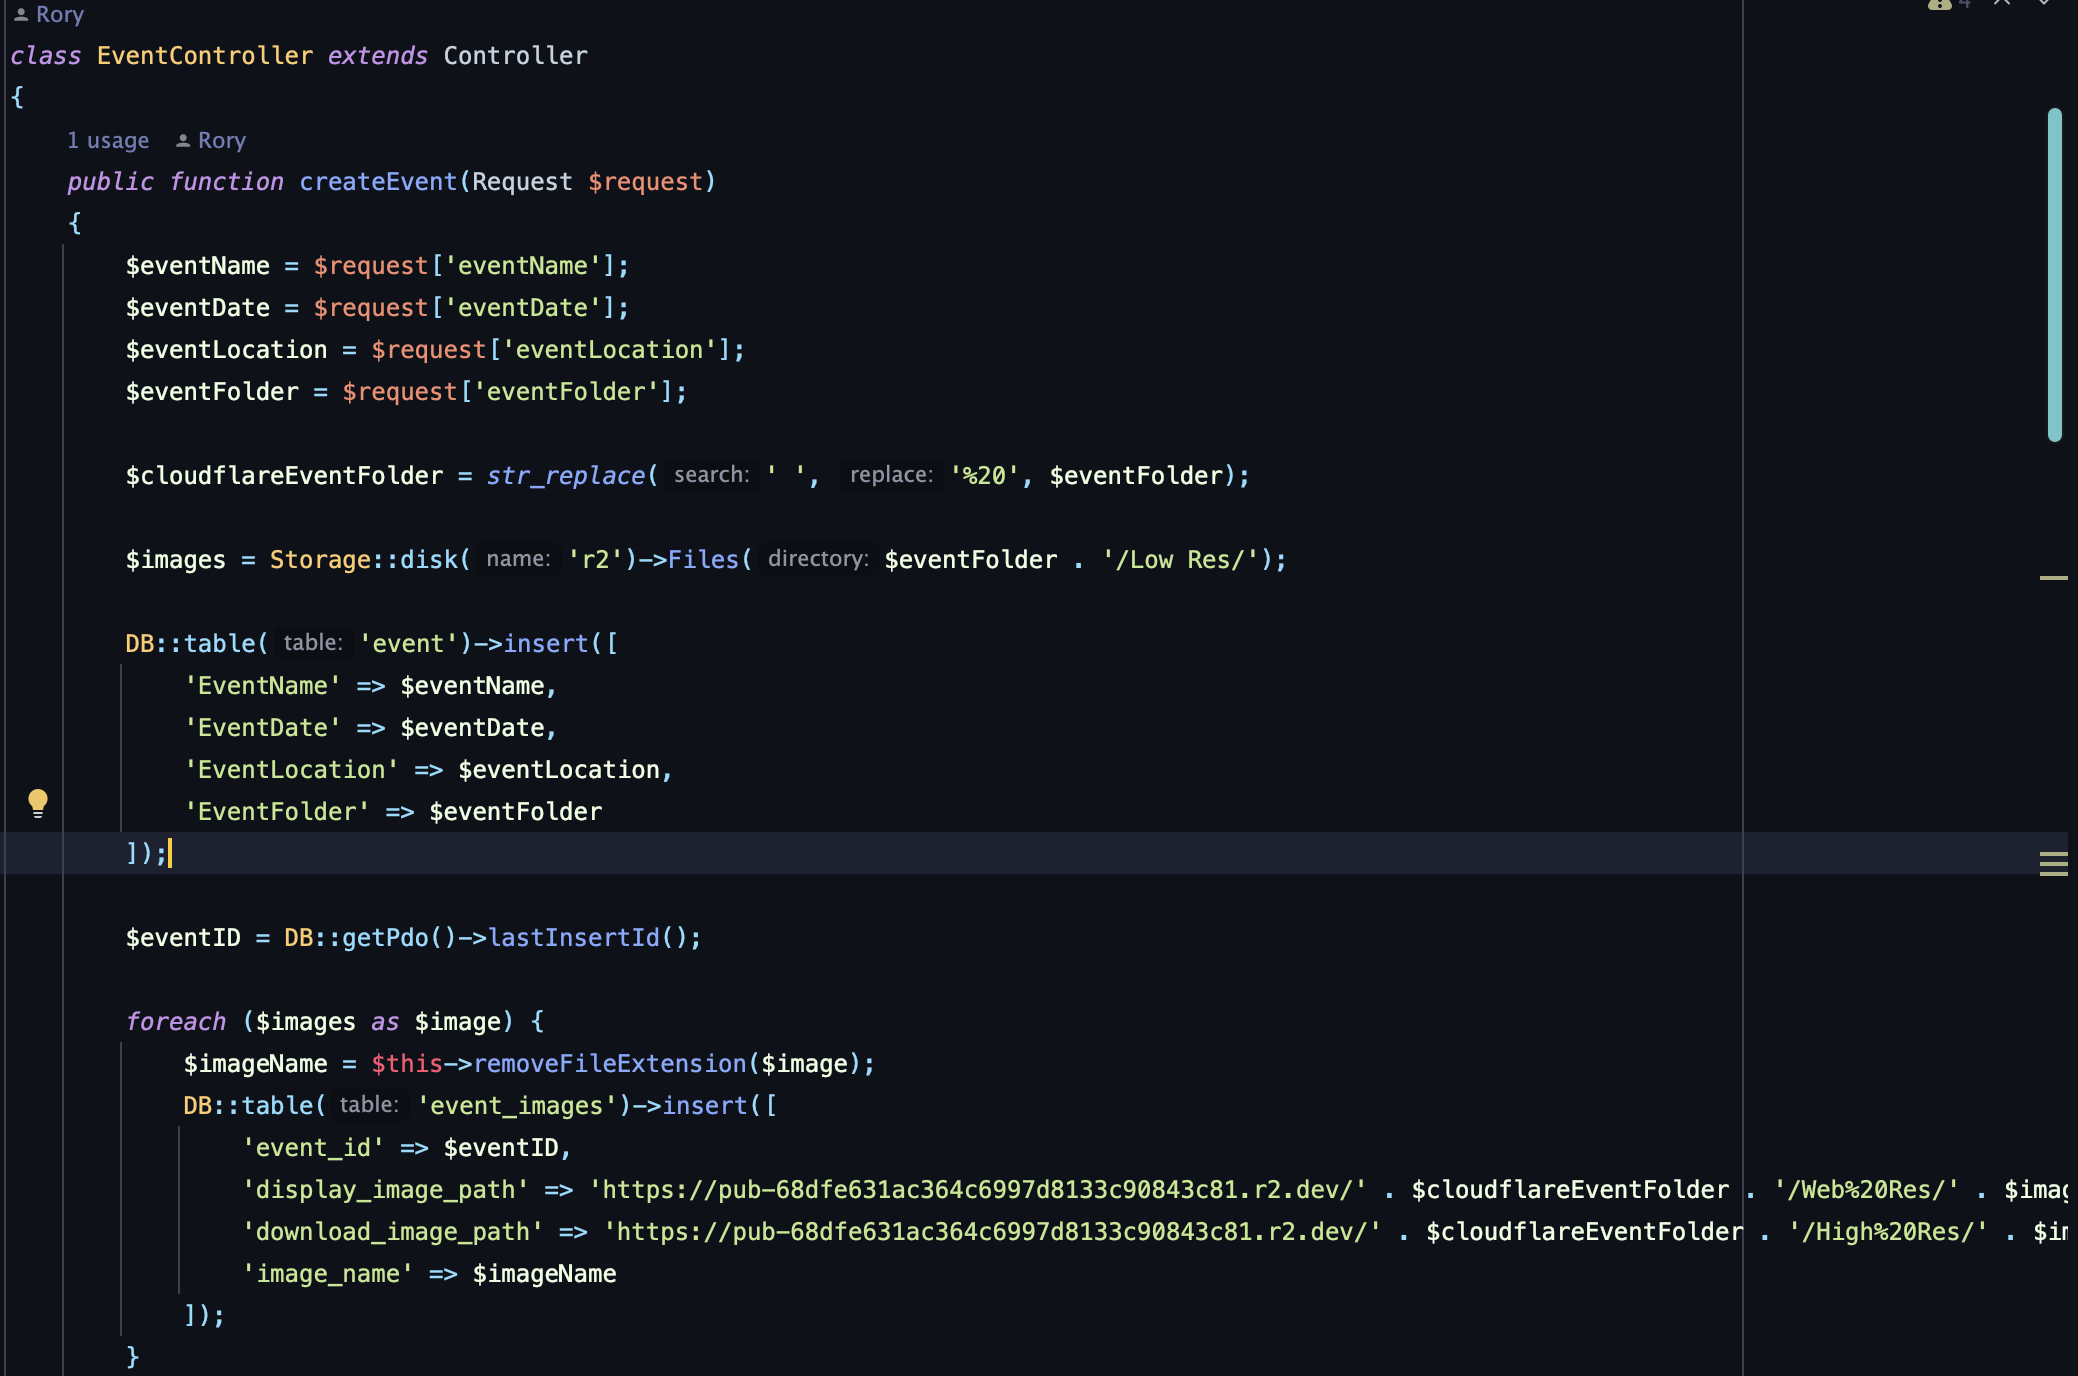 Rory
4
class EventController extends Controller
{
1 usage Rory
public function createEvent(Request $request)
{
$eventName = $request['eventName'];
$eventDate = $request['eventDate'];
$eventLocation = $request['eventLocation'];
$eventFolder = $request['eventFolder'];
$cloudflareEventFolder = str_replace( search: ' ', replace: '%20', $eventFolder);
$images = Storage::disk( name: 'r2')->Files( directory: $eventFolder . '/Low Res/');
DB::table( table: 'event')->insert([
'EventName' => $eventName,
'EventDate' => $eventDate,
'EventLocation' => $eventLocation,
'EventFolder' => $eventFolder
]);
$eventID = DB::getPdo()->lastInsertId();
foreach ($images as $image) {
$imageName = $this->removeFileExtension($image);
DB::table( table: 'event_images')->insert([
'event_id' => $eventID,
'display_image_path' => 'https://pub-68dfe631ac364c6997d8133c90843c81.r2.dev/' . $cloudflareEventFolder . '/Web%20Res/' .
'download_image_path' => 'https://pub-68dfe631ac364c6997d8133c90843c81.r2.dev/' . $cloudflareEventFolder . '/High%20Res/' .
'image_name' => $imageName
]);
}